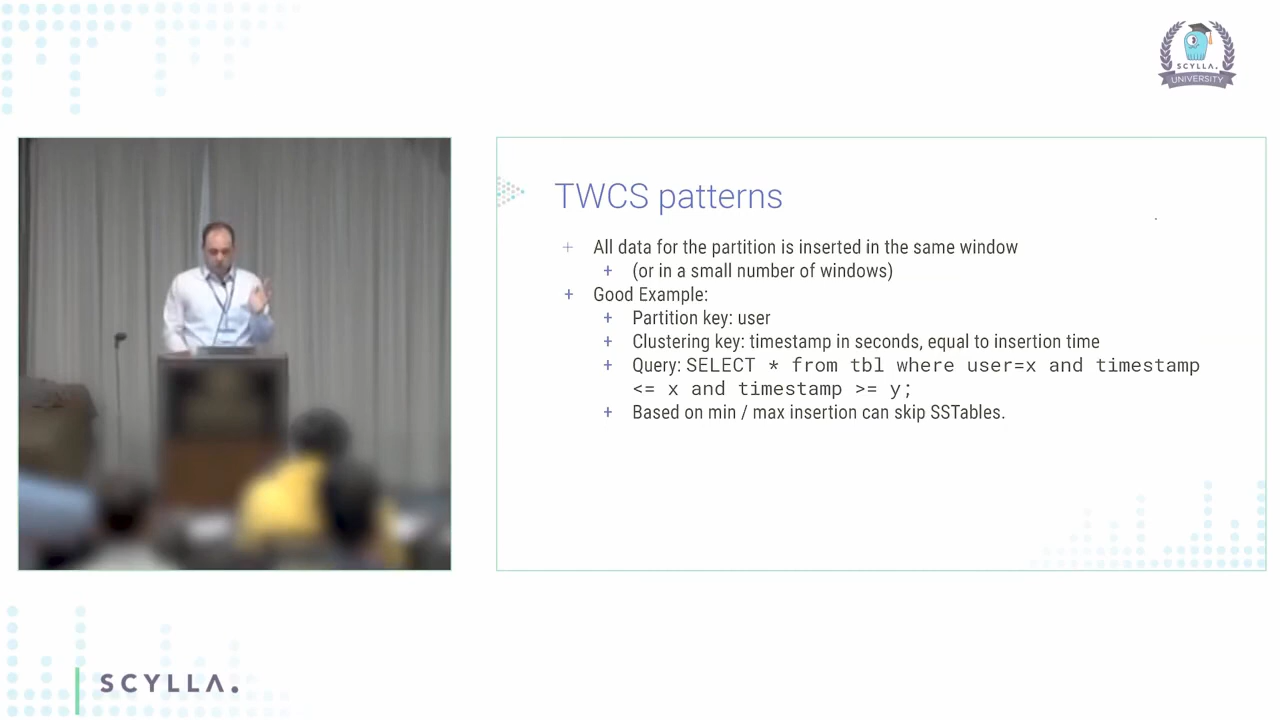 SCYLLA.
UNIVERSITY
TWCS patterns
+ All data for the partition is inserted in the same window
+ (or in a small number of windows)
+ Good Example:
+ Partition key: user
+ Clustering key: timestamp in seconds, equal to insertion time
+ Query: SELECT * from tbl where user=x and timestamp
<= x and timestamp >= y;
+ Based on min / max insertion can skip SSTables.
SCYLLA.